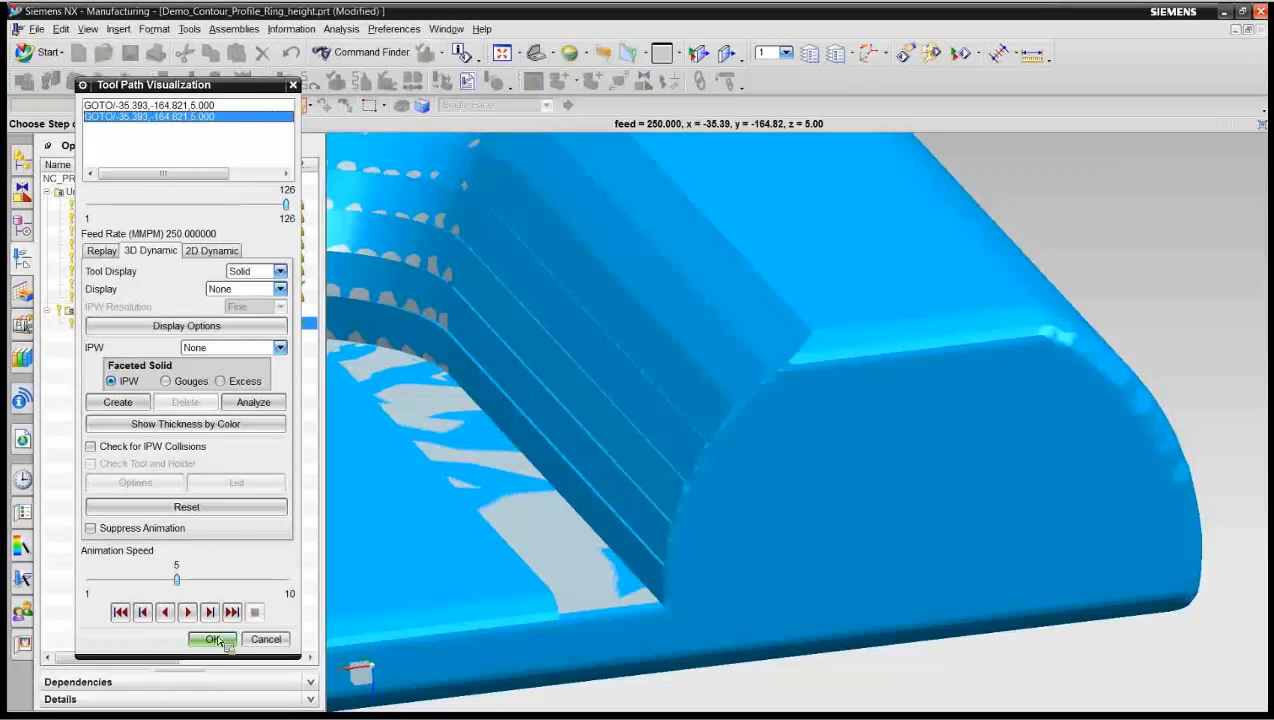 Siemens NX - Manufacturing - [Demo_Contour_Profile_Ring_height.prt (Modified) ]
SIEMENS
File Edit View Insert Format Tools Assemblies Information Analysis Preferences Window Help
Start
Command Finder
1
Tool Path Visualization
Single Face
GOTO/-35.393,-164.821,5.000
GOTO/-35.393,-164.821,5.000
Choose Step o
feed = 250.000, x = -35.39, y = -164.82, z = 5.00
Op
Name
NC_PR
126
1
126
Feed Rate (MMPM) 250.000000
Replay 3D Dynamic 2D Dynamic
Tool Display Solid
Display None
IPW Resolution Fine
Display Options
IPW None
Faceted Solid
IPW Gouges Excess
Create Delete Analyze
Show Thickness by Color
Check for IPW Collisions
Check Tool and Holder
Options List
Reset
Suppress Animation
Animation Speed
5
1 10
OK Cancel
Dependencies
Details